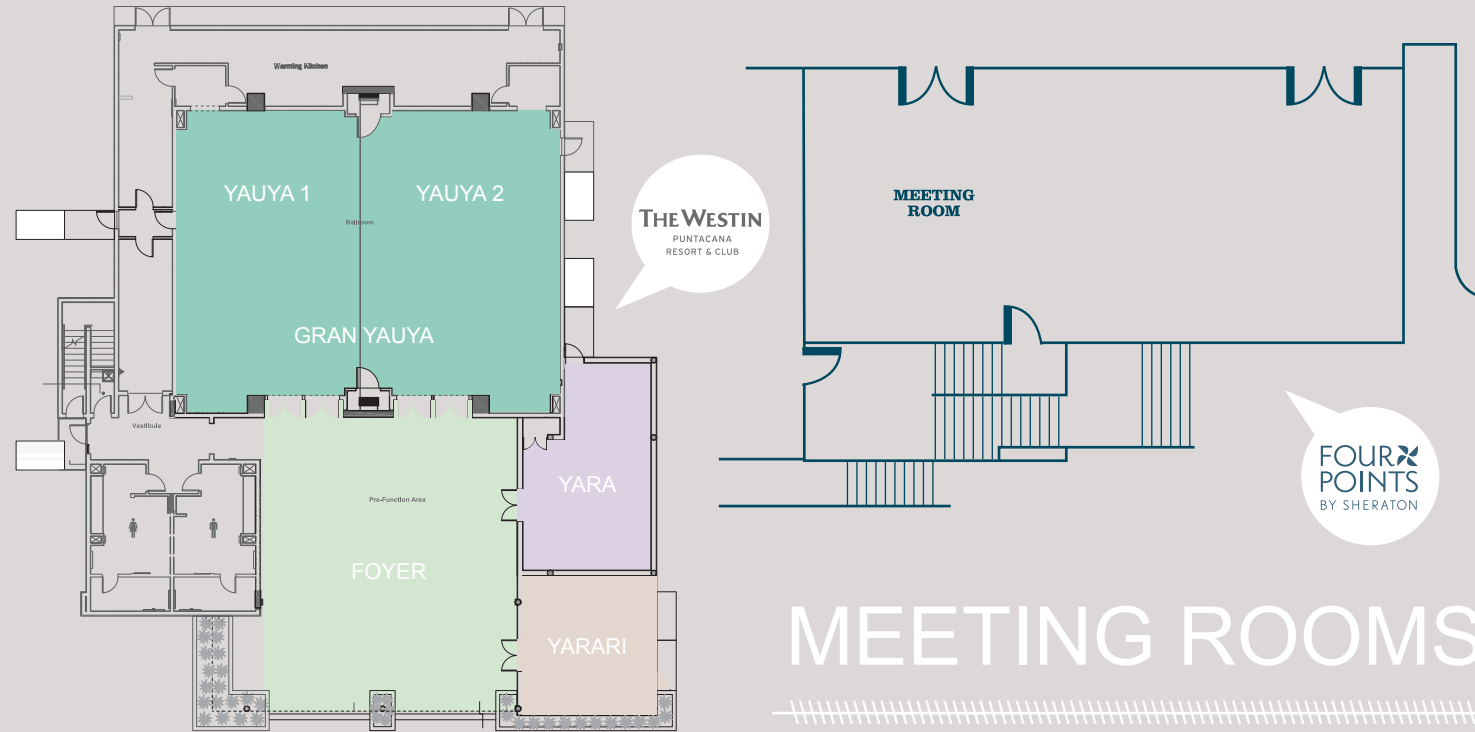 Warming Kitchen
YAUYA 1
YAUYA 2
Ballroom
GRAN YAUYA
Vestibule
Pre-Function Area
YARA
FOYER
YARARI
THE WESTIN
PUNTACANA
RESORT & CLUB
MEETING
ROOM
FOUR
POINTS
BY SHERATON
MEETING ROOMS